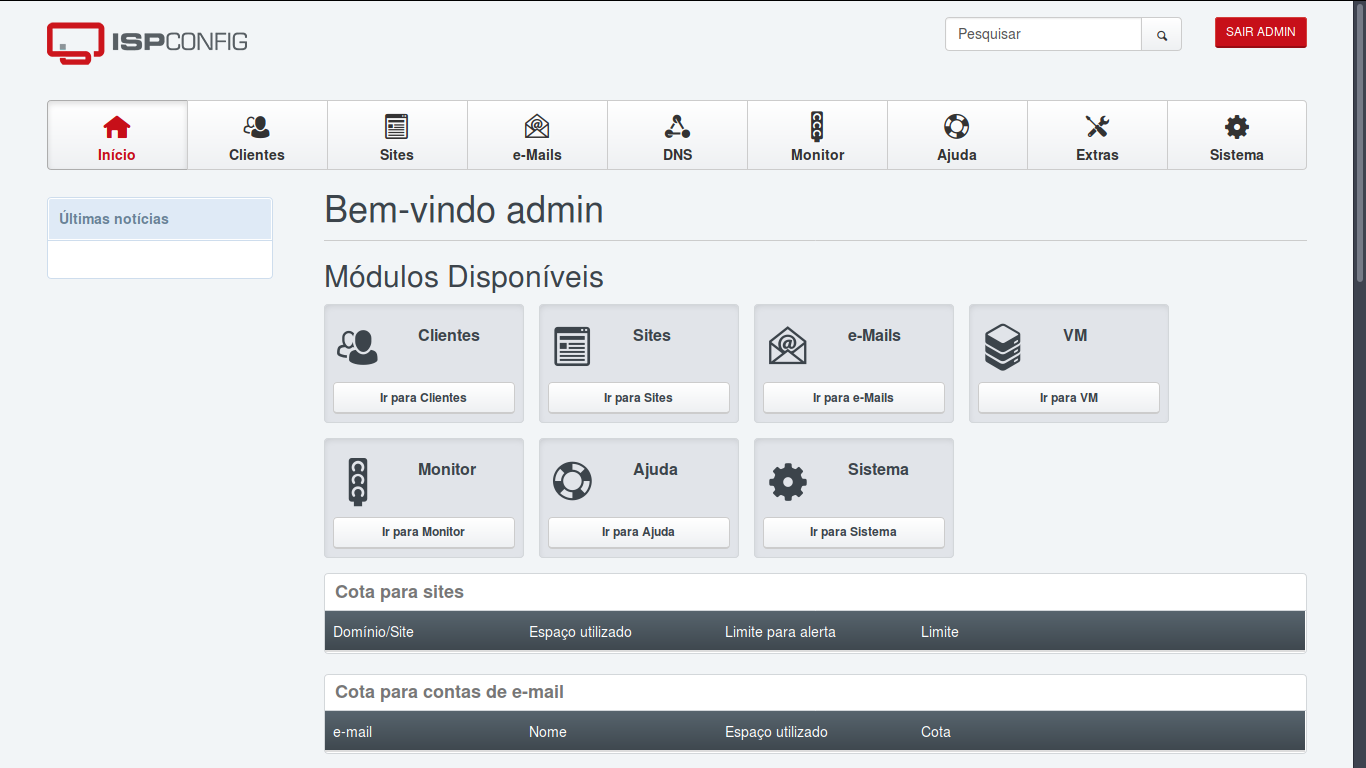 ISPCONFIG
Pesquisar
SAIR ADMIN
Início
Clientes
Sites
e-Mails
DNS
Monitor
Ajuda
Extras
Sistema
Últimas notícias
Bem-vindo admin
Módulos Disponíveis
Clientes
Ir para Clientes
Sites
Ir para Sites
e-Mails
Ir para e-Mails
VM
Ir para VM
Monitor
Ir para Monitor
Ajuda
Ir para Ajuda
Sistema
Ir para Sistema
Cota para sites
Domínio/Site Espaço utilizado Limite para alerta Limite
Cota para contas de e-mail
e-mail Nome Espaço utilizado Cota